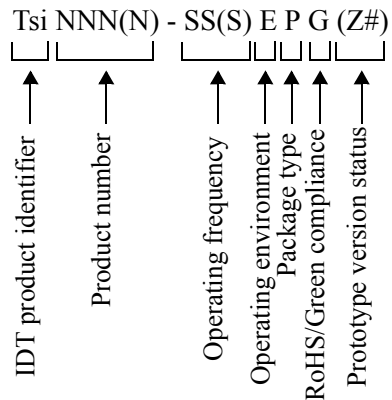 Tsi NNN(N) - SS(S) E P G (Z#)
IDT product identifier
Product number
Operating frequency
Operating environment
Package type
RoHS/Green compliance
Prototype version status